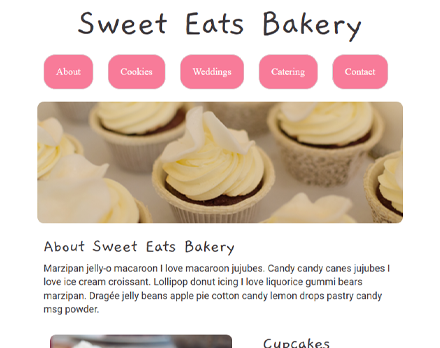 Sweet Eats Bakery
About Cookies Weddings Catering Contact
About Sweet Eats Bakery
Marzipan jelly-o macaroon I love macaroon jujubes. Candy candy canes jujubes I
love ice cream croissant. Lollipop donut icing I love liquorice gummi bears
marzipan. Dragée jelly beans apple pie cotton candy lemon drops pastry candy
msg powder.
Cupcakes